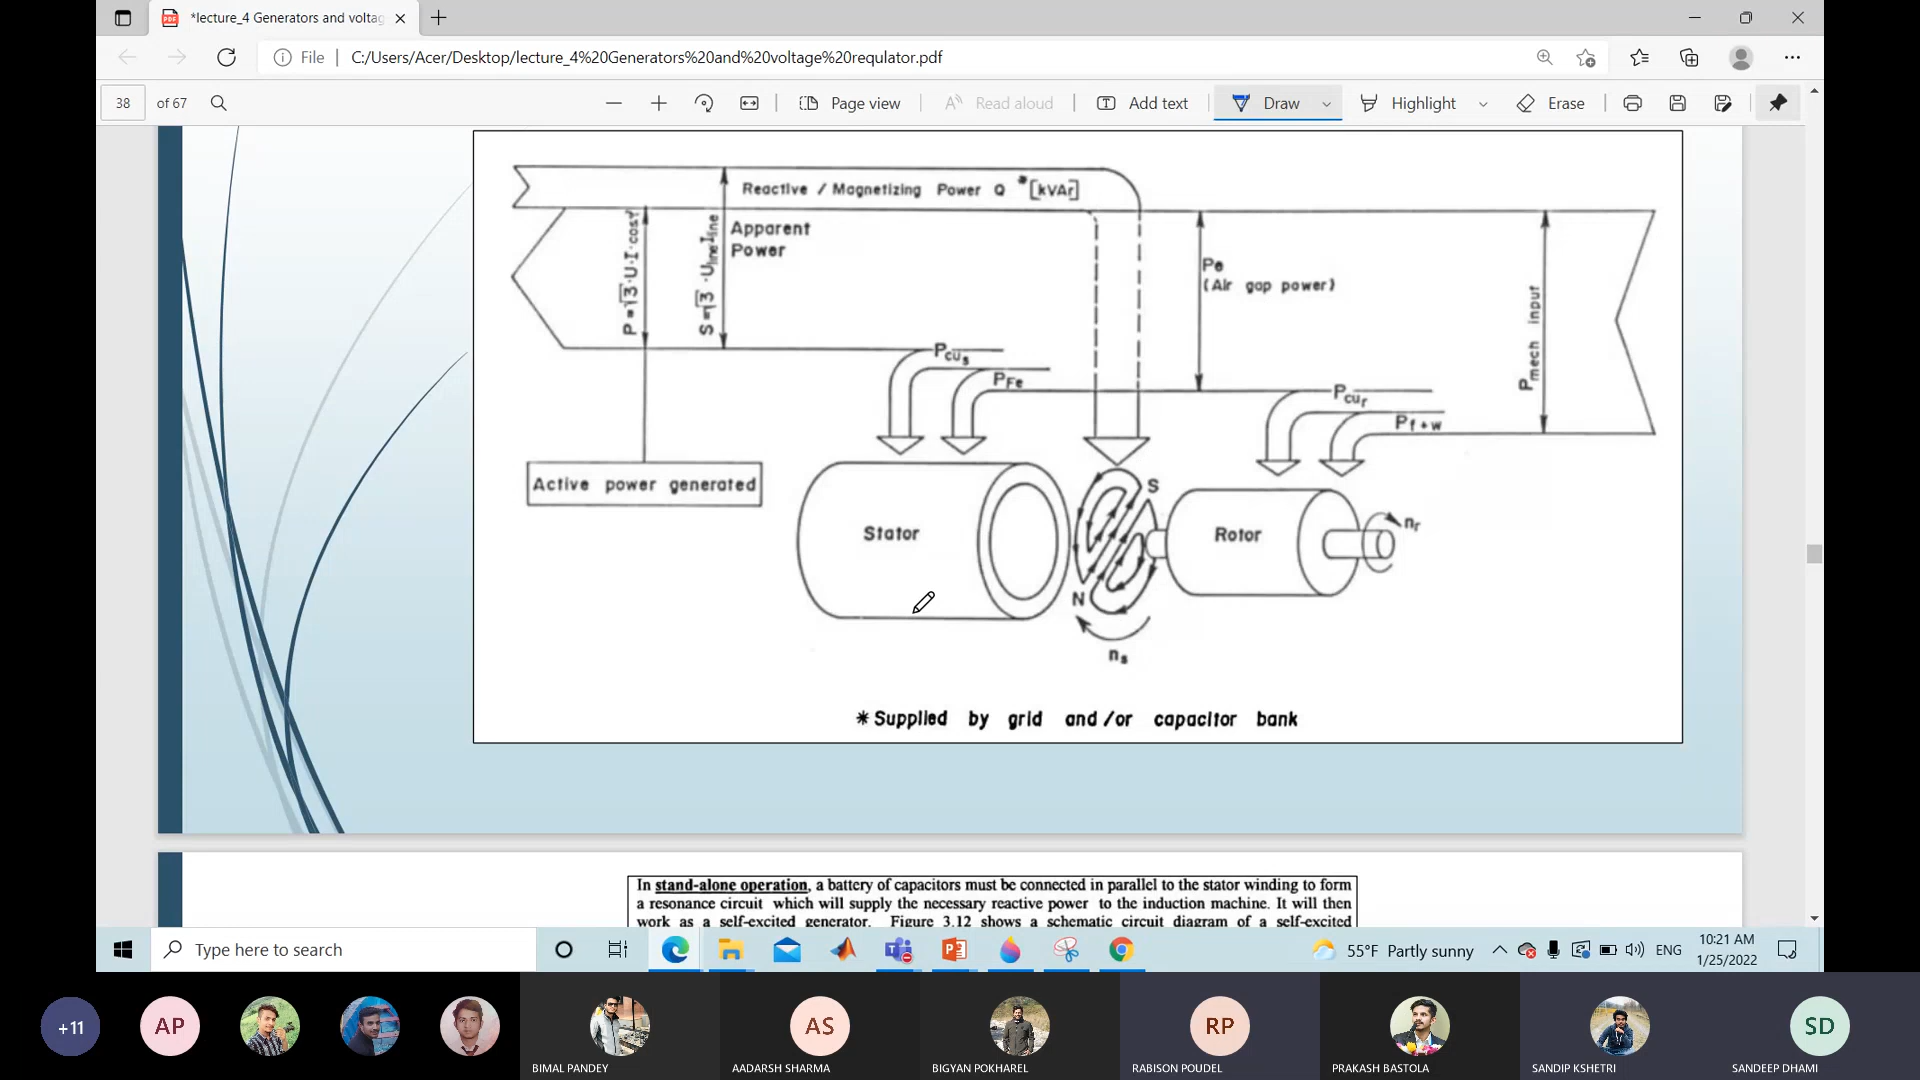 *lecture_4 Generators and voltag
File
C:/Users/Acer/Desktop/lecture_4%20Generators%20and%20voltage%20requlator.pdf
38 of 67
Page view
Read aloud
Add text
Draw
Highlight
Erase
Reactive / Magnetizing Power Q *[kVAr]
P = √3·U·I·cosϕ
S = √3 ·UlineIline
Apparent
Power
Pe
(Air gap power)
Pmech input
Pcus
PFe
Pcur
Pf+w
Active power generated
Stator
S
N
ns
Rotor
nr
* Supplied by grid and/or capacitor bank
In stand-alone operation, a battery of capacitors must be connected in parallel to the stator winding to form
a resonance circuit which will supply the necessary reactive power to the induction machine. It will then
work as a self-excited generator. Figure 3.12 shows a schematic circuit diagram of a self-excited
Type here to search
55°F Partly sunny
ENG
10:21 AM
1/25/2022
+11
AP
AS
RP
SD
BIMAL PANDEY
AADARSH SHARMA
BIGYAN POKHAREL
RABISON POUDEL
PRAKASH BASTOLA
SANDIP KSHETRI
SANDEEP DHAMI